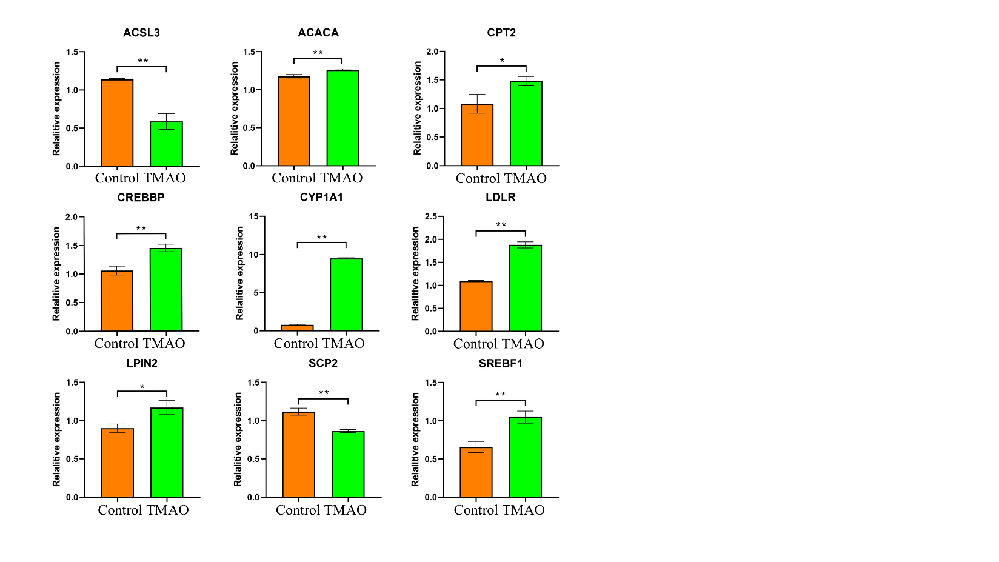 ACSL3
Relalitive expression
1.5
1.0
0.5
0.0
**
Control TMAO
ACACA
Relalitive expression
1.5
1.0
0.5
0.0
**
Control TMAO
CPT2
Relalitive expression
2.0
1.5
1.0
0.5
0.0
*
Control TMAO
CREBBP
Relalitive expression
2.0
1.5
1.0
0.5
0.0
**
Control TMAO
CYP1A1
Relalitive expression
15
10
5
0
**
Control TMAO
LDLR
Relalitive expression
2.5
2.0
1.5
1.0
0.5
0.0
**
Control TMAO
LPIN2
Relalitive expression
1.5
1.0
0.5
0.0
*
Control TMAO
SCP2
Relalitive expression
1.5
1.0
0.5
0.0
**
Control TMAO
SREBF1
Relalitive expression
1.5
1.0
0.5
0.0
**
Control TMAO